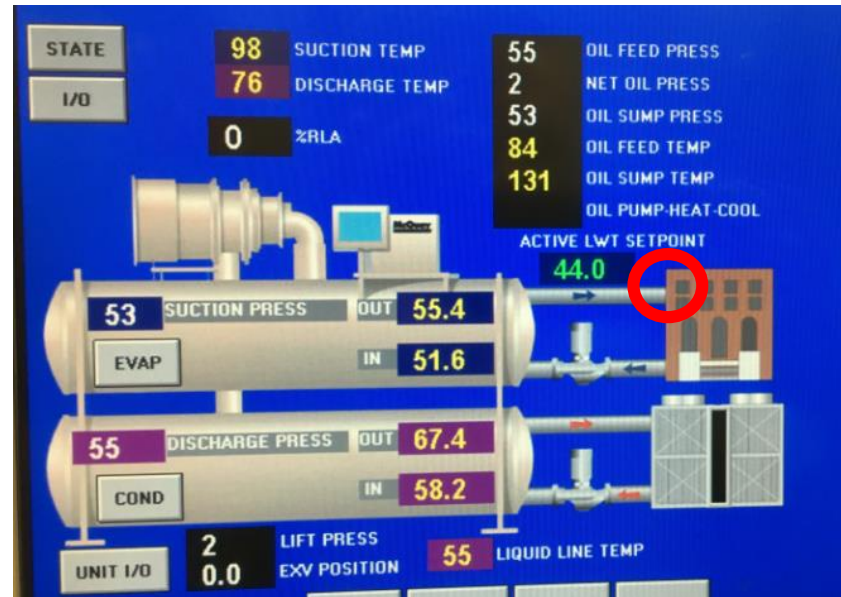 STATE
98 SUCTION TEMP
76 DISCHARGE TEMP
I/O
0 %RLA
55 OIL FEED PRESS
2 NET OIL PRESS
53 OIL SUMP PRESS
84 OIL FEED TEMP
131 OIL SUMP TEMP
OIL PUMP-HEAT-COOL
ACTIVE LWT SETPOINT
44.0
McQuay
53 SUCTION PRESS OUT 55.4
EVAP IN 51.6
55 DISCHARGE PRESS OUT 67.4
COND IN 58.2
UNIT I/O
2 LIFT PRESS
0.0 EXV POSITION
55 LIQUID LINE TEMP